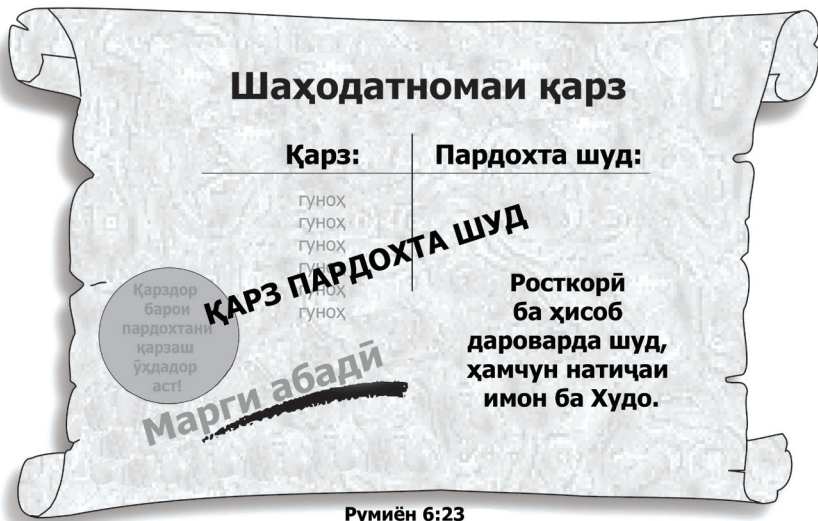 Шаҳодатномаи қарз
Қарз:
Пардохта шуд:
гуноҳ
гуноҳ
гуноҳ
гуноҳ
гуноҳ
гуноҳ
ҚАРЗ ПАРДОХТА ШУД
Қарздор
барои
пардохтани
қарзаш
ӯҳдадор
аст!
Марги абадӣ
Росткорӣ
ба ҳисоб
дароварда шуд,
ҳамчун натиҷаи
имон ба Худо.
Румиён 6:23